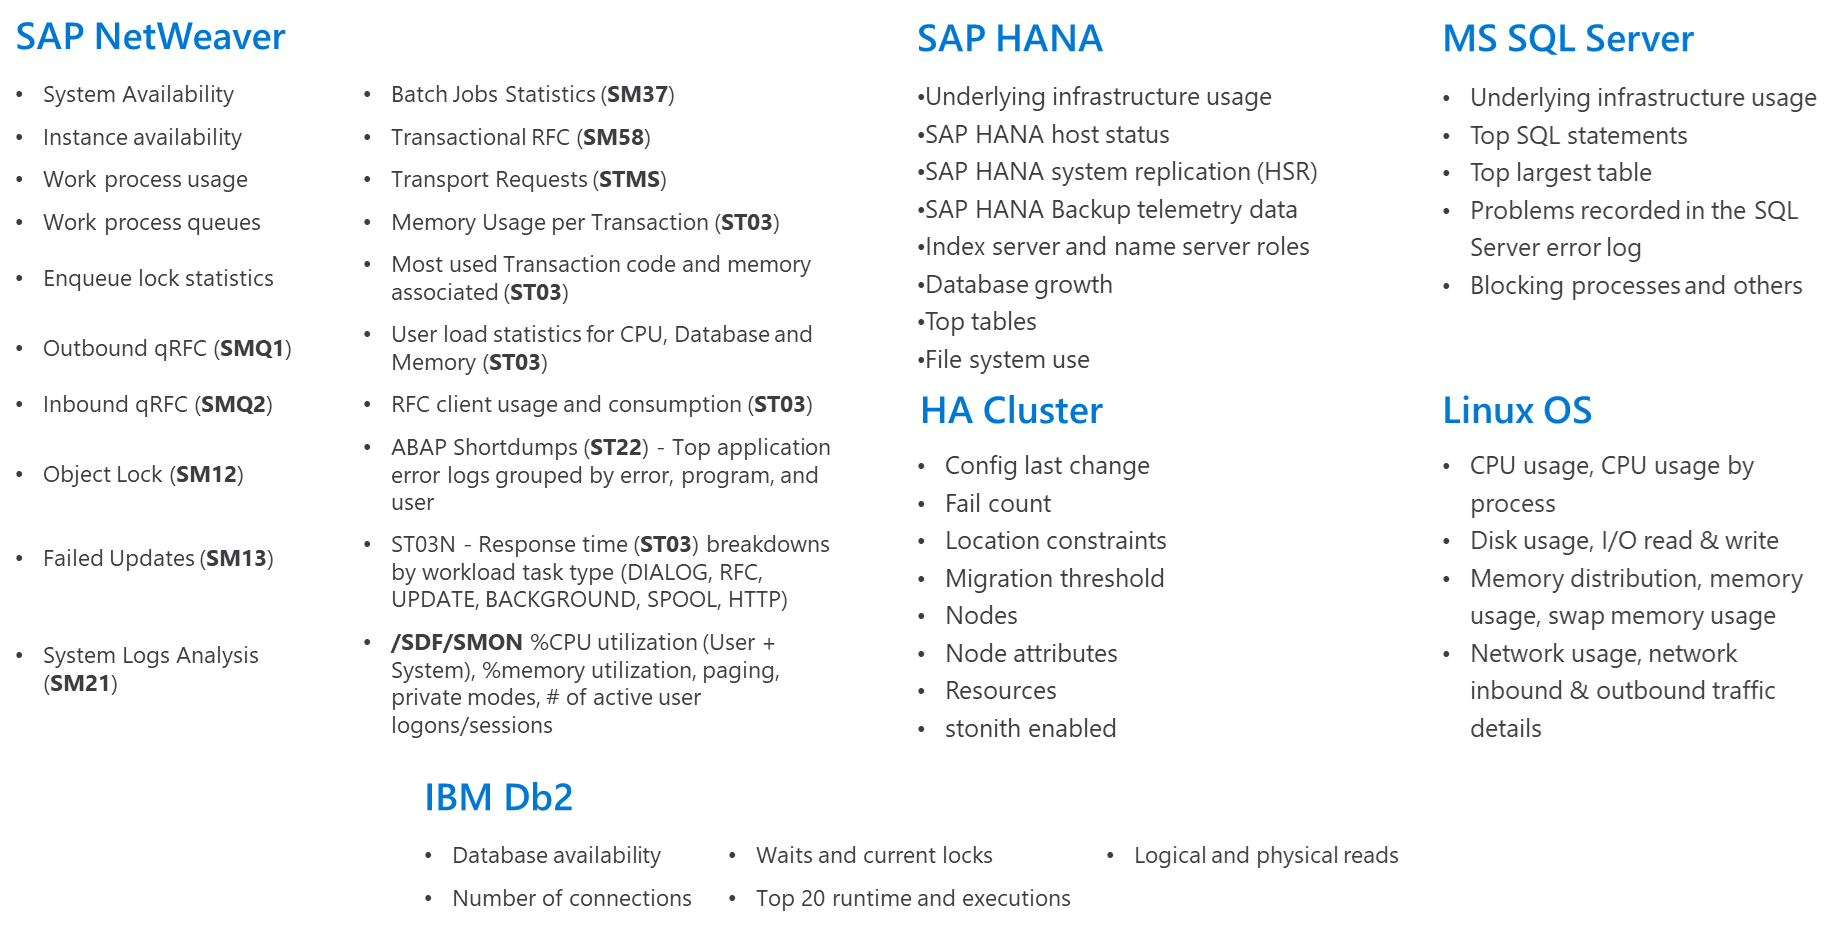 SAP NetWeaver
• System Availability
• Instance availability
• Work process usage
• Work process queues
• Enqueue lock statistics
• Outbound qRFC (SMQ1)
• Inbound qRFC (SMQ2)
• Object Lock (SM12)
• Failed Updates (SM13)
• System Logs Analysis
(SM21)
• Batch Jobs Statistics (SM37)
• Transactional RFC (SM58)
• Transport Requests (STMS)
• Memory Usage per Transaction (ST03)
• Most used Transaction code and memory
associated (ST03)
• User load statistics for CPU, Database and
Memory (ST03)
• RFC client usage and consumption (ST03)
• ABAP Shortdumps (ST22) - Top application
error logs grouped by error, program, and
user
• ST03N - Response time (ST03) breakdowns
by workload task type (DIALOG, RFC,
UPDATE, BACKGROUND, SPOOL, HTTP)
• /SDF/SMON %CPU utilization (User +
System), %memory utilization, paging,
private modes, # of active user
logons/sessions
SAP HANA
•Underlying infrastructure usage
•SAP HANA host status
•SAP HANA system replication (HSR)
•SAP HANA Backup telemetry data
•Index server and name server roles
•Database growth
•Top tables
•File system use
MS SQL Server
• Underlying infrastructure usage
• Top SQL statements
• Top largest table
• Problems recorded in the SQL
Server error log
• Blocking processes and others
HA Cluster
• Config last change
• Fail count
• Location constraints
• Migration threshold
• Nodes
• Node attributes
• Resources
• stonith enabled
Linux OS
• CPU usage, CPU usage by
process
• Disk usage, I/O read & write
• Memory distribution, memory
usage, swap memory usage
• Network usage, network
inbound & outbound traffic
details
IBM Db2
• Database availability
• Number of connections
• Waits and current locks
• Top 20 runtime and executions
• Logical and physical reads